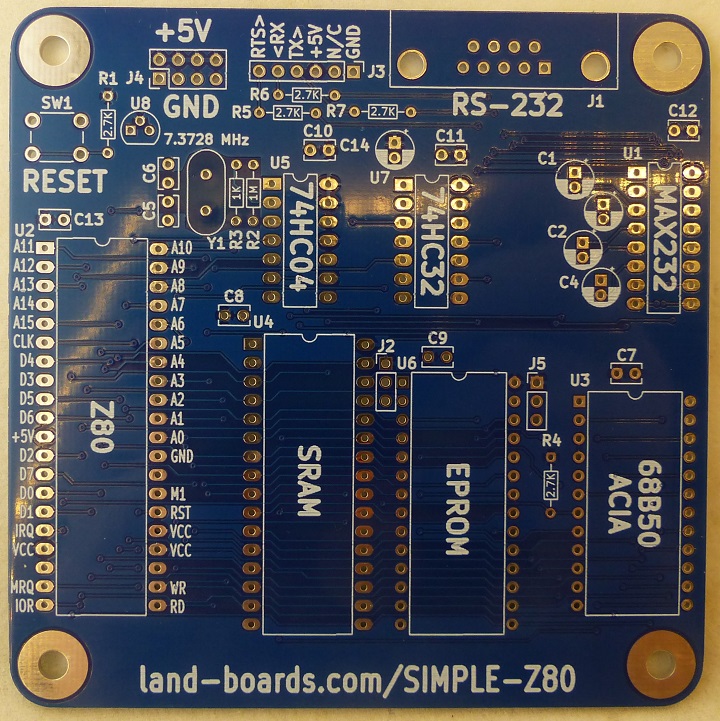 +5V
RTS>
<RX
TX>
+5V
N/C
GND
R1
J4
J3
GND
RS-232
J1
SW1
U8
R6
2.7K
R5
2.7K
R7
2.7K
C12
7.3728 MHz
C10
C14
C11
2.7K
RESET
C6
C5
Y1
1K
1M
R3
R2
U5
74HC04
U7
74HC32
C1
C2
C4
U1
MAX232
C13
U2
A11
A12
A13
A14
A15
CLK
D4
D3
D5
D6
+5V
D2
D7
D0
D1
IRQ
VCC
MRQ
IOR
Z80
A10
A9
A8
A7
A6
A5
A4
A3
A2
A1
A0
GND
M1
RST
VCC
VCC
WR
RD
C8
U4
SRAM
J2
C9
U6
EPROM
J5
R4
2.7K
C7
U3
68B50
ACIA
land-boards.com/SIMPLE-Z80